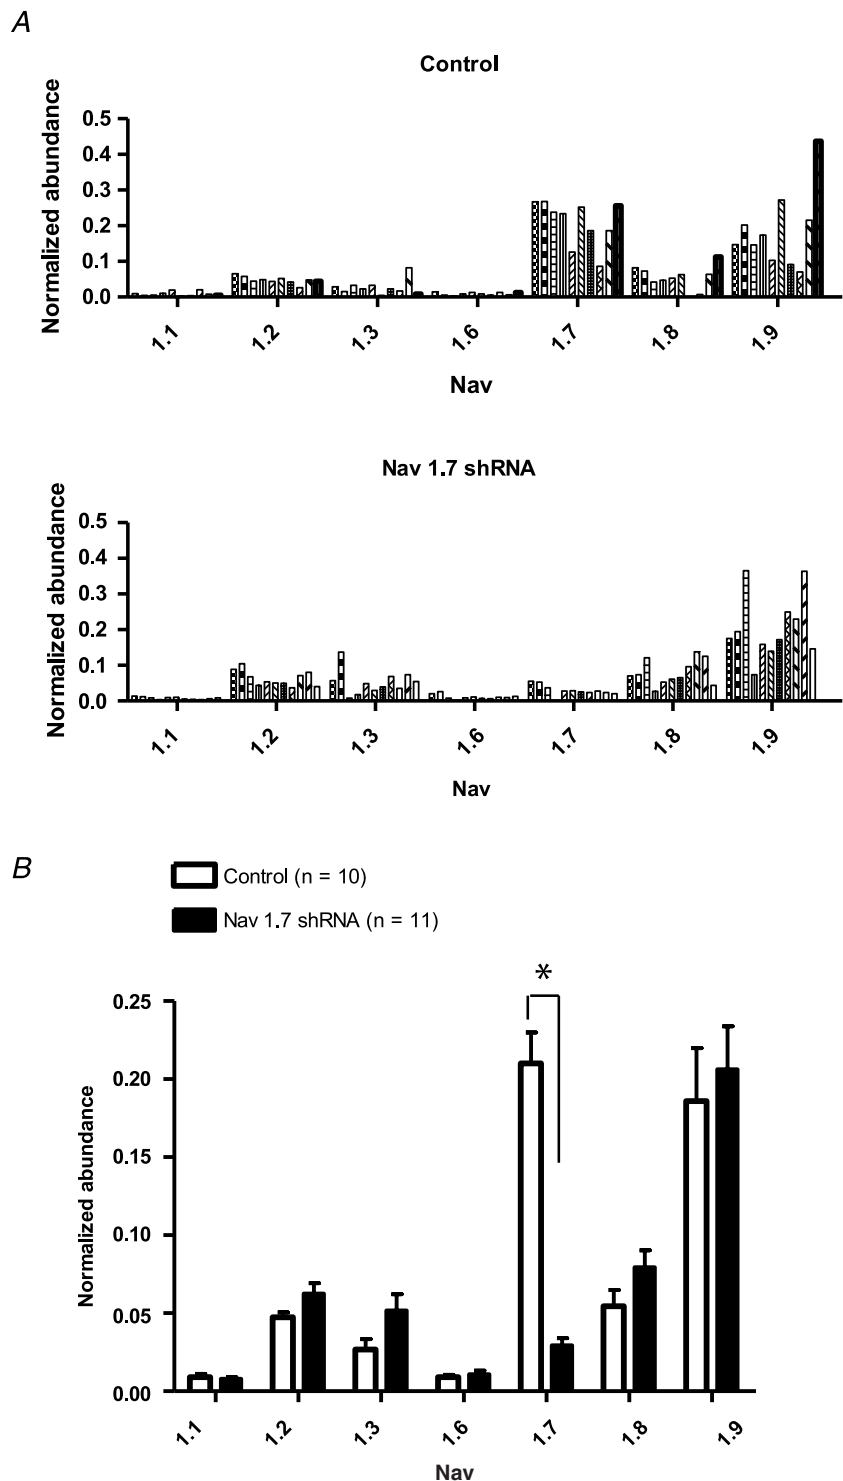 A
Control
Normalized abundance
0.5
0.4
0.3
0.2
0.1
0.0
1.1 1.2 1.3 1.6 1.7 1.8 1.9
Nav
Nav 1.7 shRNA
Normalized abundance
0.5
0.4
0.3
0.2
0.1
0.0
1.1 1.2 1.3 1.6 1.7 1.8 1.9
Nav
B
Control (n = 10)
Nav 1.7 shRNA (n = 11)
*
Normalized abundance
0.25
0.20
0.15
0.10
0.05
0.00
1.1 1.2 1.3 1.6 1.7 1.8 1.9
Nav